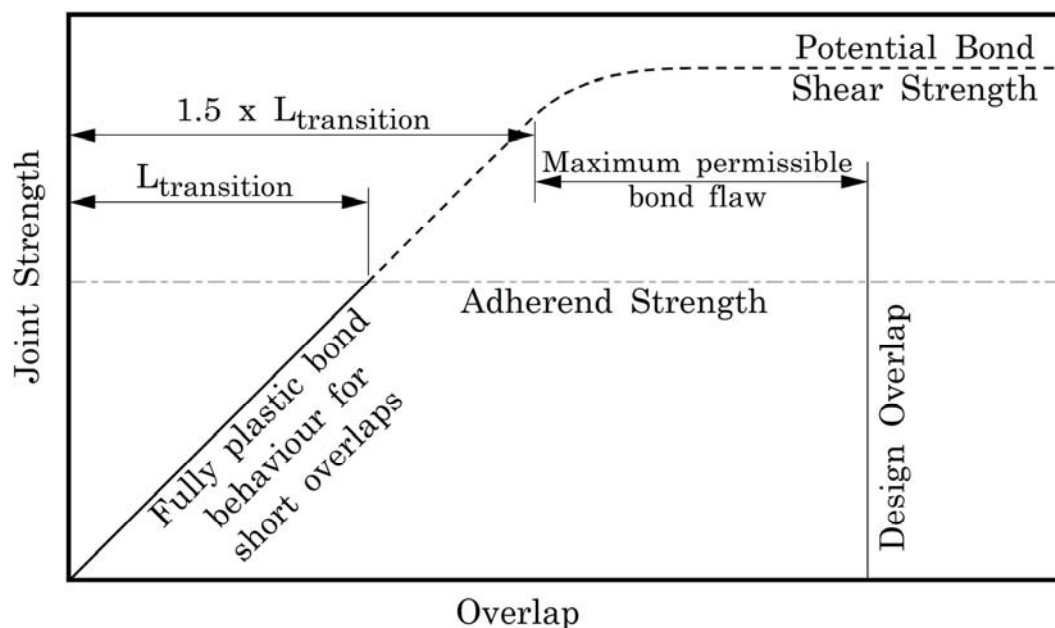 Potential Bond
Shear Strength
1.5 x Ltransition
Maximum permissible
bond flaw
Ltransition
Adherend Strength
Joint Strength
Fully plastic bond
behaviour for
short overlaps
Design Overlap
Overlap